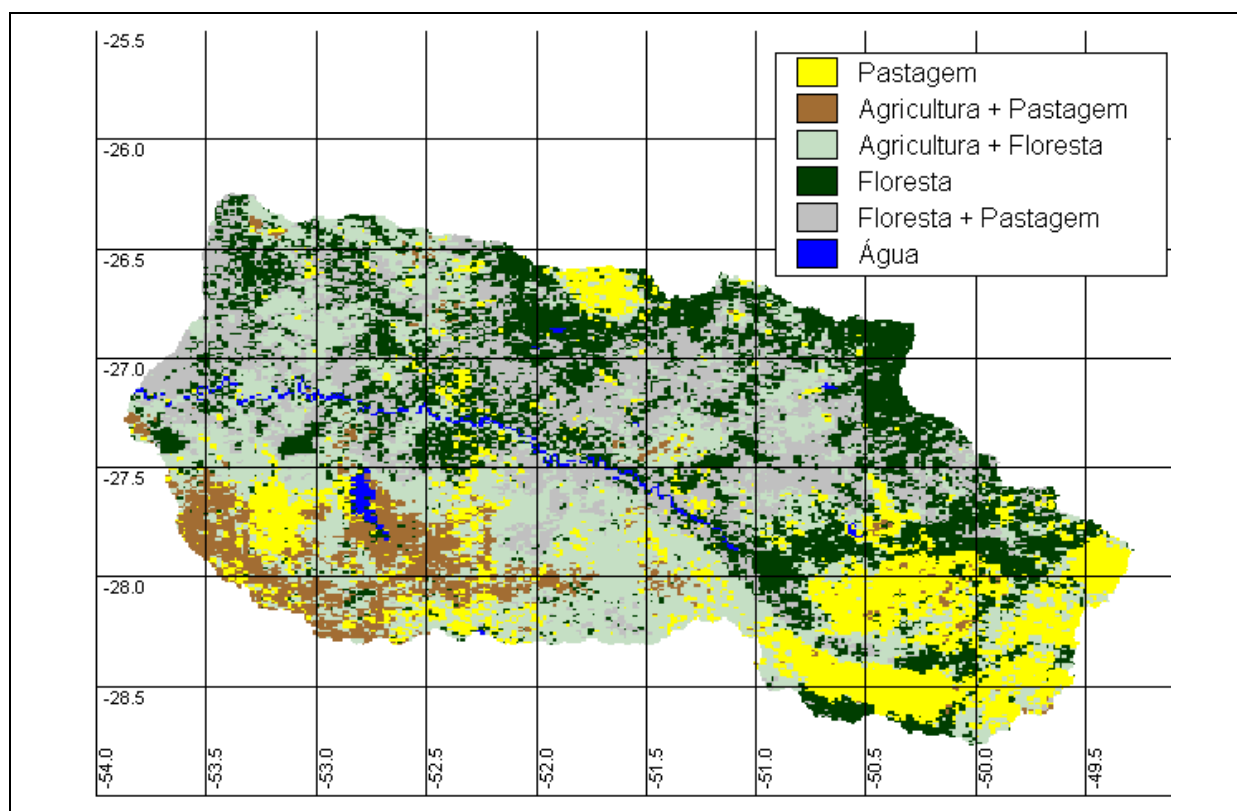 -25.5
-26.0
-26.5
-27.0
-27.5
-28.0
-28.5
Pastagem
Agricultura + Pastagem
Agricultura + Floresta
Floresta
Floresta + Pastagem
Água
-54.0
-53.5
-53.0
-52.5
-52.0
-51.5
-51.0
-50.5
-50.0
-49.5